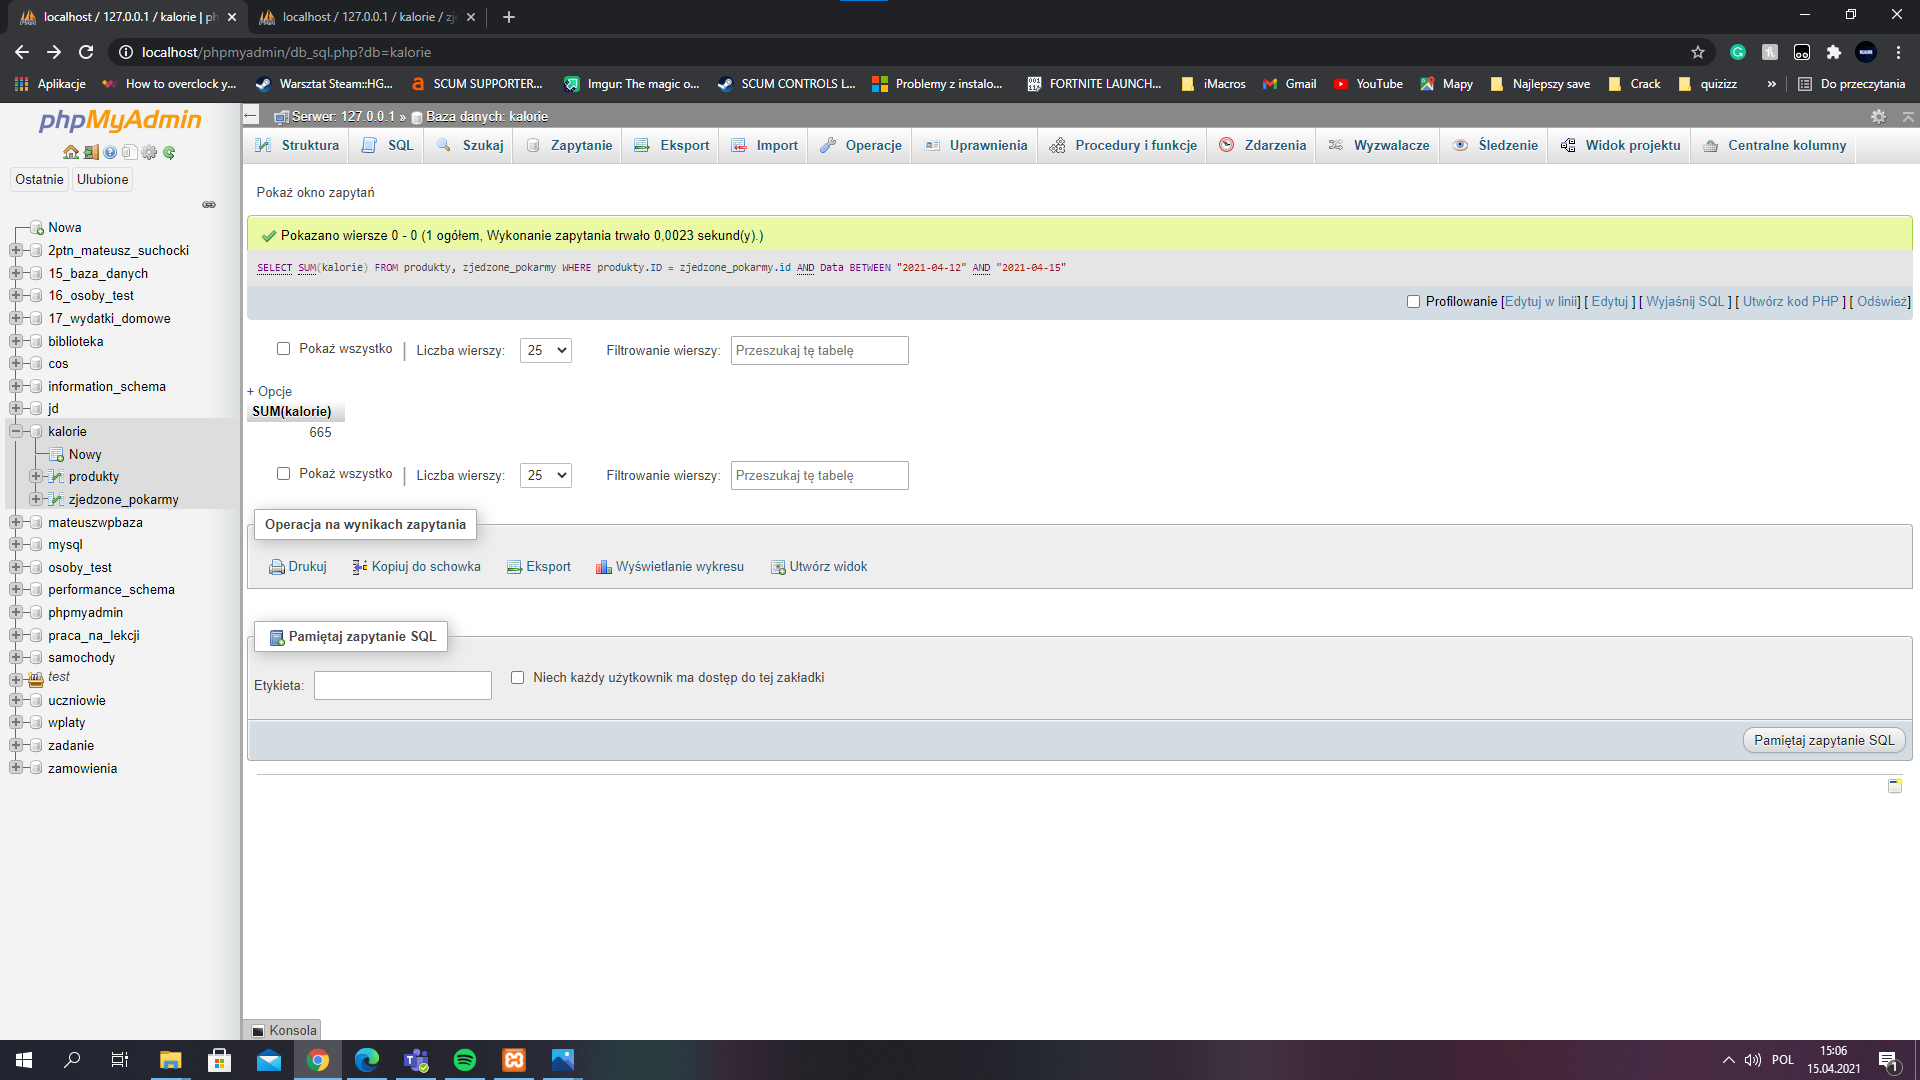 localhost / 127.0.0.1 / kalorie | ph
localhost / 127.0.0.1 / kalorie / zje
localhost/phpmyadmin/db_sql.php?db=kalorie
Aplikacje
How to overclock y...
Warsztat Steam::HG...
SCUM SUPPORTER...
Imgur: The magic o...
SCUM CONTROLS L...
Problemy z instalo...
FORTNITE LAUNCH...
iMacros
Gmail
YouTube
Mapy
Najlepszy save
Crack
quizizz
»
Do przeczytania
phpMyAdmin
Ostatnie
Ulubione
Nowa
2ptn_mateusz_suchocki
15_baza_danych
16_osoby_test
17_wydatki_domowe
biblioteka
cos
information_schema
jd
kalorie
Nowy
produkty
zjedzone_pokarmy
mateuszwpbaza
mysql
osoby_test
performance_schema
phpmyadmin
praca_na_lekcji
samochody
test
uczniowie
wplaty
zadanie
zamowienia
Serwer: 127.0.0.1 » Baza danych: kalorie
Struktura
SQL
Szukaj
Zapytanie
Eksport
Import
Operacje
Uprawnienia
Procedury i funkcje
Zdarzenia
Wyzwalacze
Śledzenie
Widok projektu
Centralne kolumny
Pokaż okno zapytań
Pokazano wiersze 0 - 0 (1 ogółem, Wykonanie zapytania trwało 0,0023 sekund(y).)
SELECT SUM(kalorie) FROM produkty, zjedzone_pokarmy WHERE produkty.ID = zjedzone_pokarmy.id AND Data BETWEEN "2021-04-12" AND "2021-04-15"
Profilowanie [Edytuj w linii] [ Edytuj ] [ Wyjaśnij SQL ] [ Utwórz kod PHP ] [ Odśwież]
Pokaż wszystko | Liczba wierszy: 25 Filtrowanie wierszy: Przeszukaj tę tabelę
+ Opcje
SUM(kalorie)
665
Pokaż wszystko | Liczba wierszy: 25 Filtrowanie wierszy: Przeszukaj tę tabelę
Operacja na wynikach zapytania
Drukuj
Kopiuj do schowka
Eksport
Wyświetlanie wykresu
Utwórz widok
Pamiętaj zapytanie SQL
Etykieta:
Niech każdy użytkownik ma dostęp do tej zakładki
Pamiętaj zapytanie SQL
Konsola
POL
15:06
15.04.2021
1